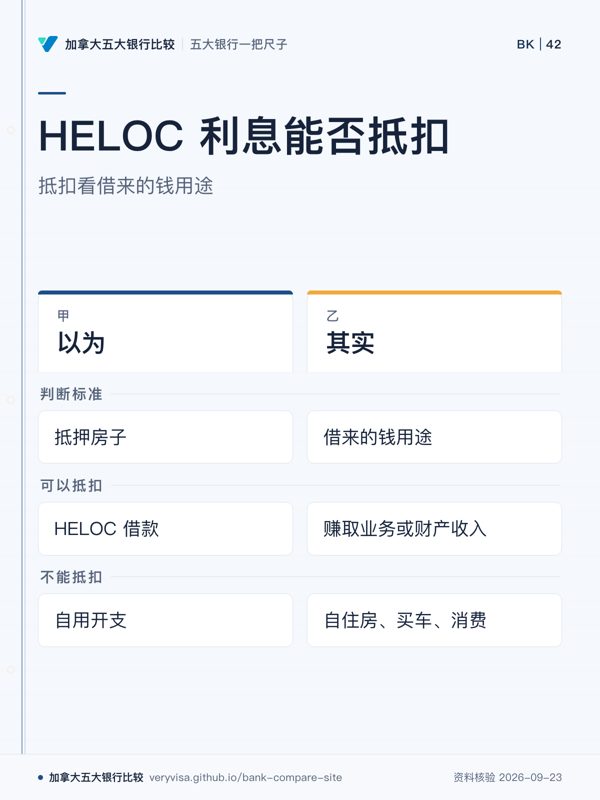 加拿大五大银行比较 | 五大银行一把尺子
BK | 42
HELOC 利息能否抵扣
抵扣看借来的钱用途
甲
以为
乙
其实
判断标准
抵押房子
借来的钱用途
可以抵扣
HELOC 借款
赚取业务或财产收入
不能抵扣
自用开支
自住房、买车、消费
加拿大五大银行比较 veryvisa.github.io/bank-compare-site
资料核验 2026-09-23